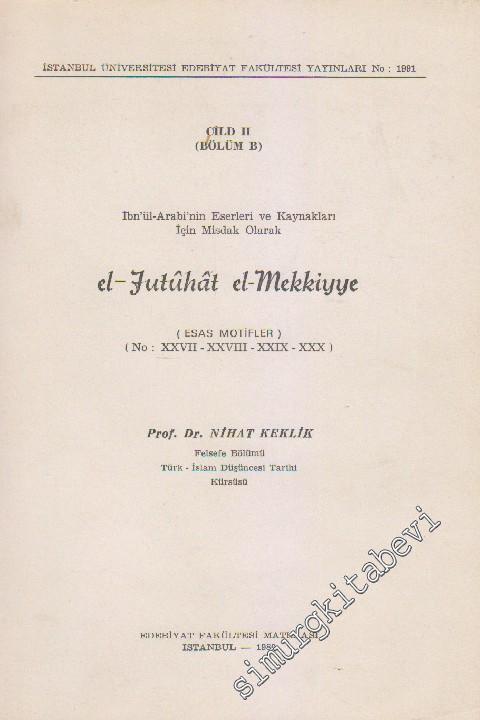 İSTANBUL ÜNİVERSİTESİ EDEBİYAT FAKÜLTESİ YAYINLARI No : 1991
CİLD II
(BÖLÜM B)
İbn'ül-Arabi'nin Eserleri ve Kaynakları
İçin Misdak Olarak
el-Futûhât el-Mekkiyye
( ESAS MOTİFLER )
( No : XXVII - XXVIII - XXIX - XXX )
Prof. Dr. NİHAT KEKLİK
Felsefe Bölümü
Türk - İslam Düşüncesi Tarihi
Kürsüsü
EDEBİYAT FAKÜLTESİ MATBAASI
İSTANBUL —
simurgkitabevi